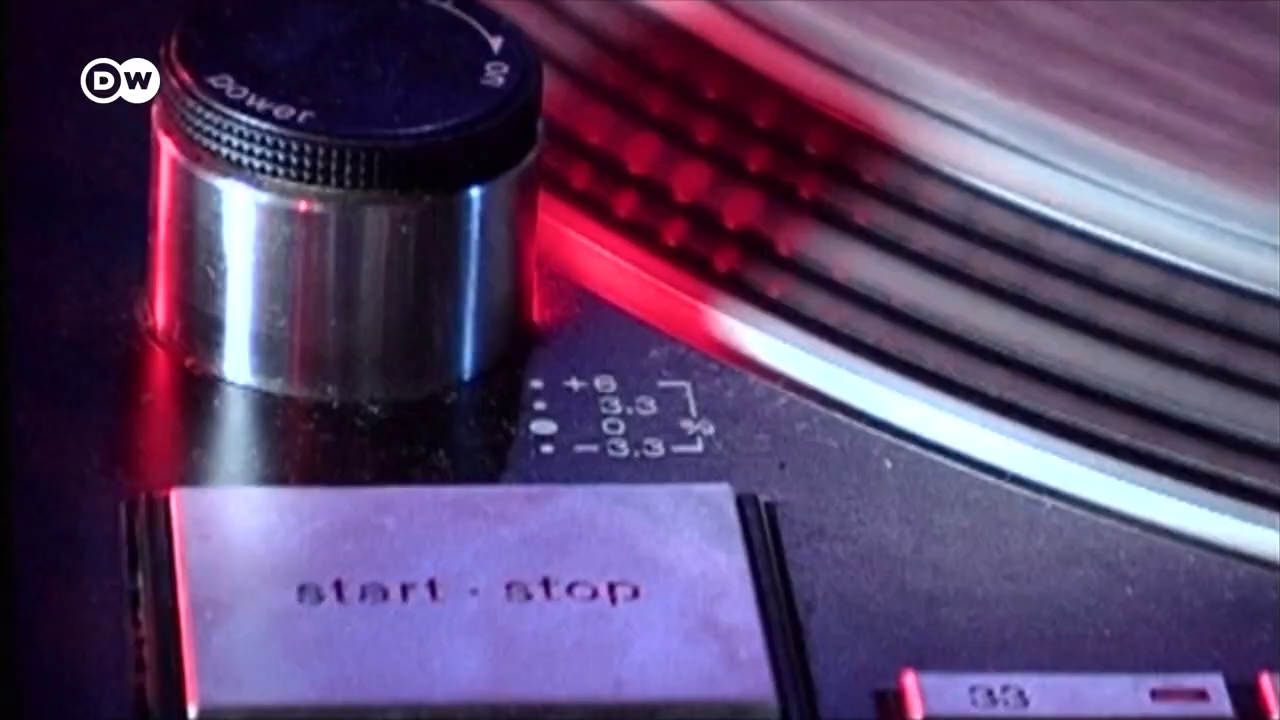 DW
power
on
+6
3.3
0
%
-3.3
start · stop
33